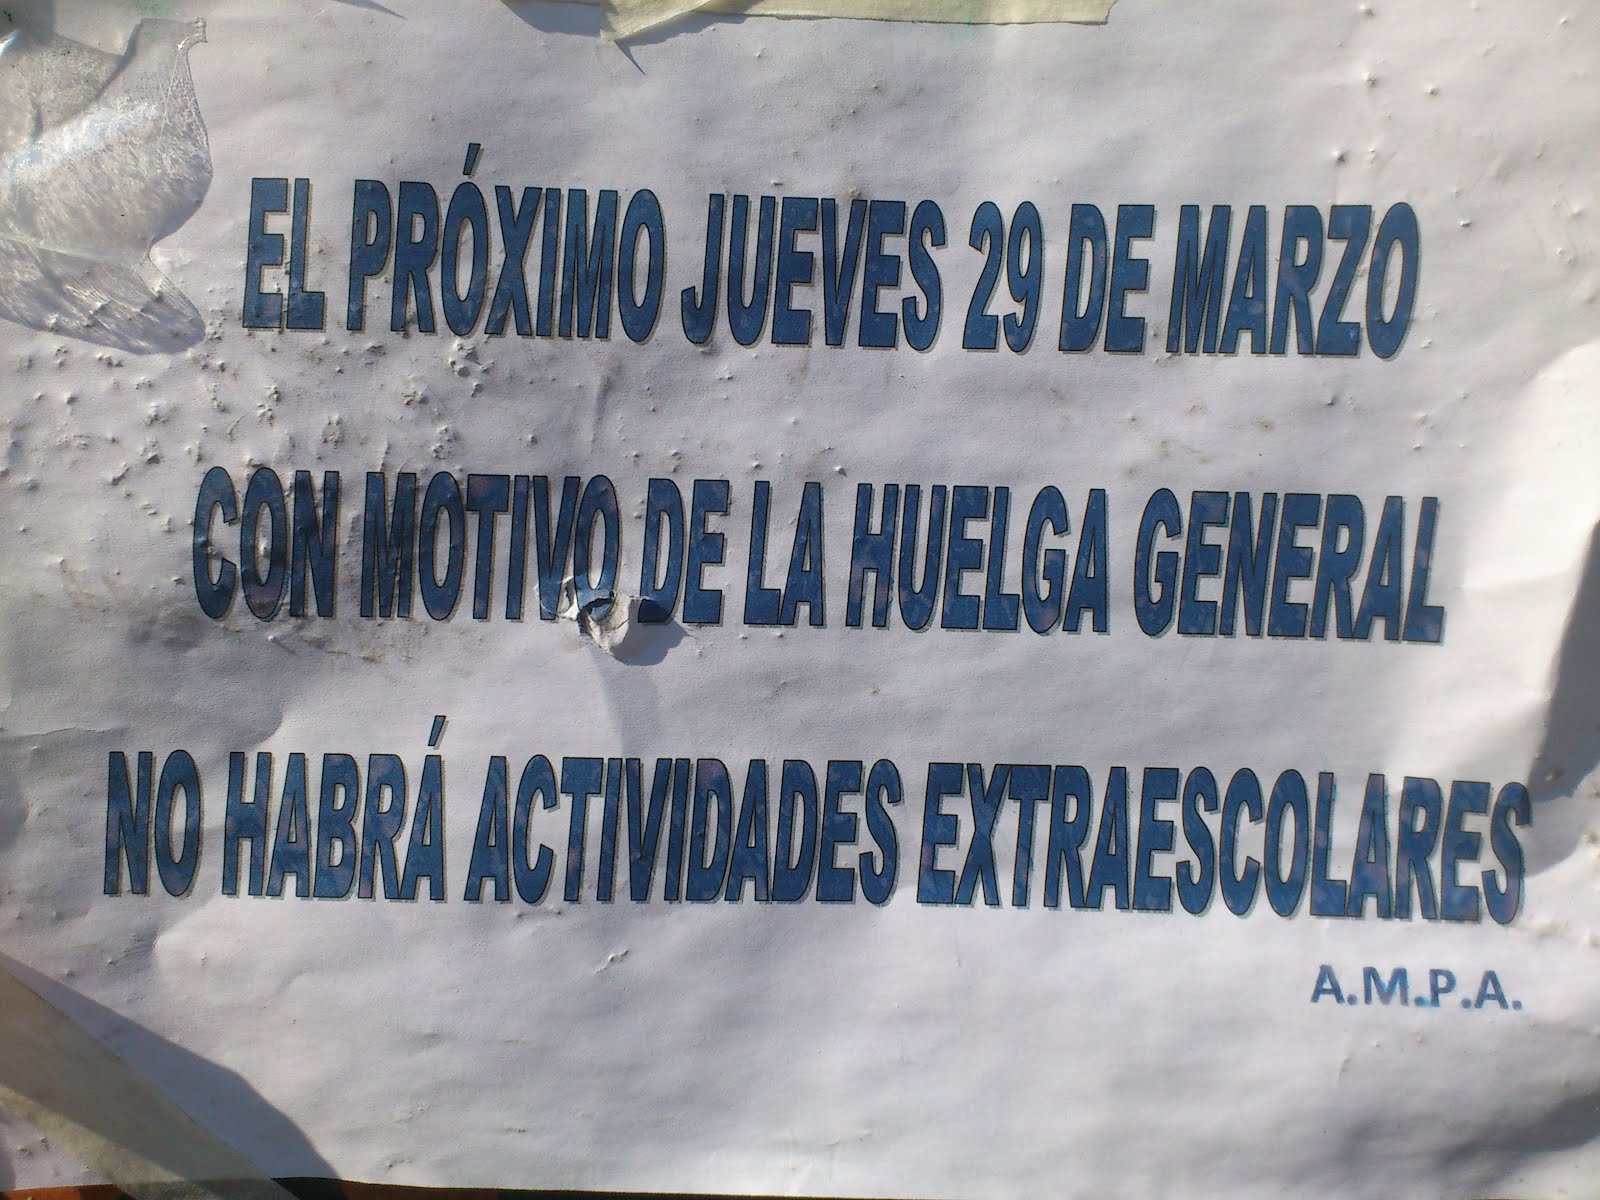 EL PRÓXIMO JUEVES 29 DE MARZO
CON MOTIVO DE LA HUELGA GENERAL
NO HABRÁ ACTIVIDADES EXTRAESCOLARES
A.M.P.A.